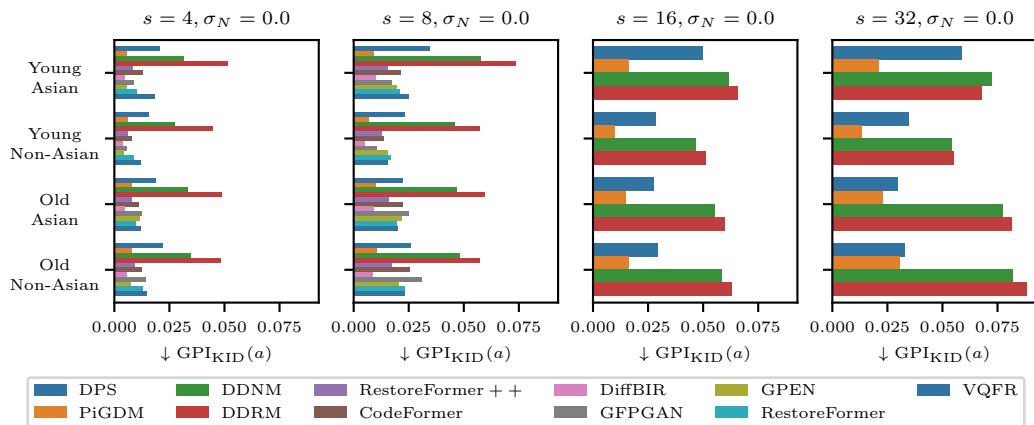 s = 4, σ_N = 0.0
s = 8, σ_N = 0.0
s = 16, σ_N = 0.0
s = 32, σ_N = 0.0
Young
Asian
Young
Non-Asian
Old
Asian
Old
Non-Asian
0.000 0.025 0.050 0.075
0.000 0.025 0.050 0.075
0.000 0.025 0.050 0.075
0.000 0.025 0.050 0.075
↓ GPI_KID(a)
↓ GPI_KID(a)
↓ GPI_KID(a)
↓ GPI_KID(a)
DPS DDNM RestoreFormer++ DiffBIR GPEN VQFR
PiGDM DDRM CodeFormer GFPGAN RestoreFormer